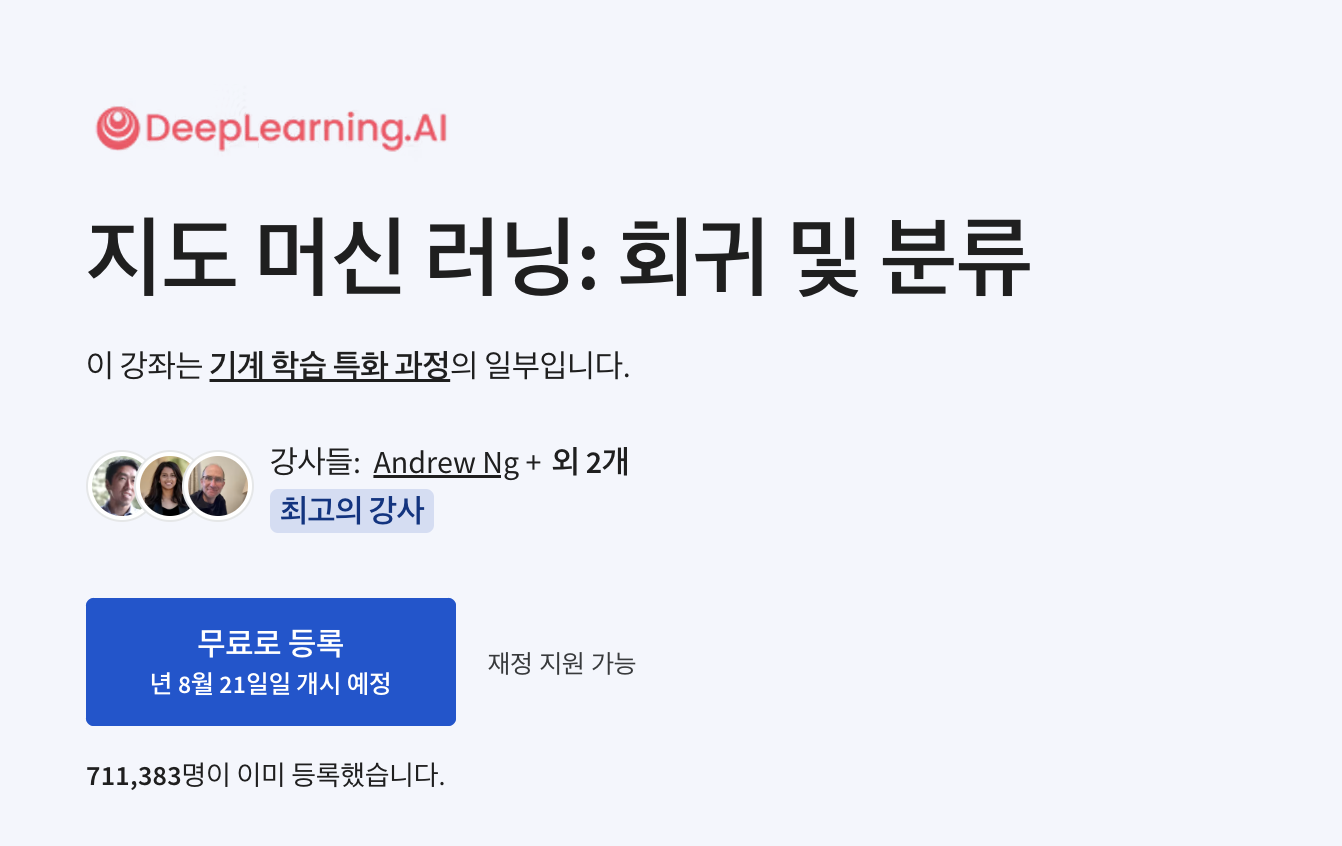 DeepLearning.AI
지도 머신 러닝: 회귀 및 분류
이 강좌는 기계 학습 특화 과정의 일부입니다.
강사들: Andrew Ng + 외 2개
최고의 강사
무료로 등록
년 8월 21일일 개시 예정
재정 지원 가능
711,383명이 이미 등록했습니다.